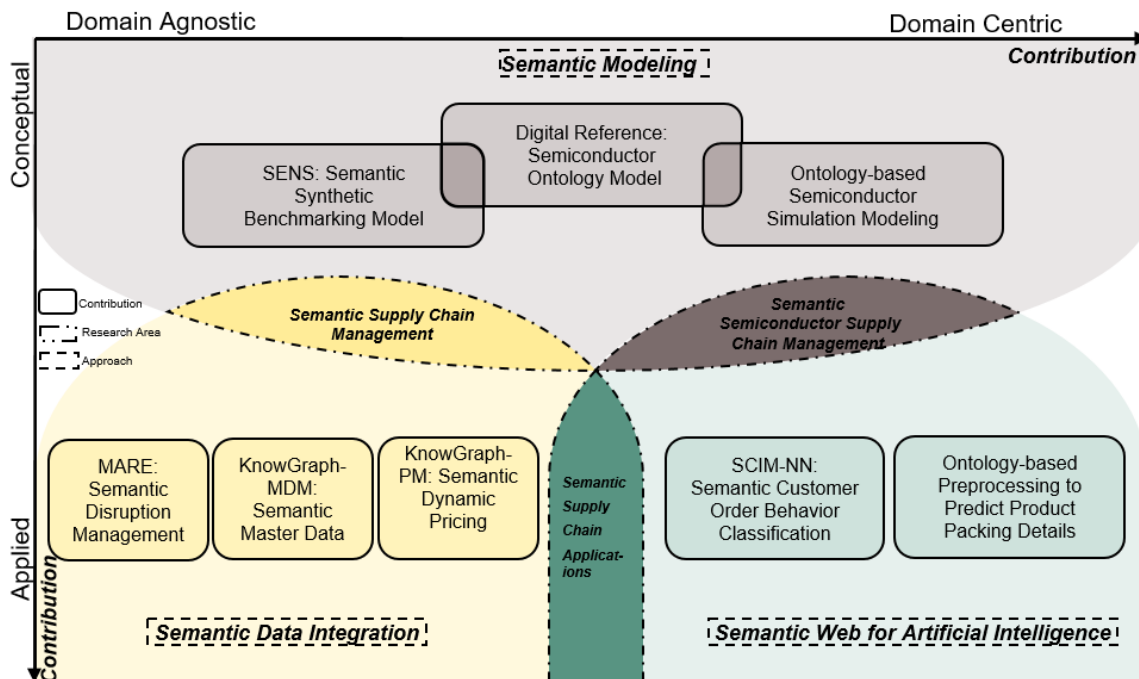 Domain Agnostic
Domain Centric
Semantic Modeling
Contribution
Conceptual
Digital Reference:
Semiconductor
Ontology Model
SENS: Semantic
Synthetic
Benchmarking Model
Ontology-based
Semiconductor
Simulation Modeling
Contribution
Research Area
Approach
Semantic Supply Chain
Management
Semantic
Semiconductor Supply
Chain Management
MARE:
Semantic
Disruption
Management
KnowGraph-
MDM:
Semantic
Master Data
KnowGraph-
PM: Semantic
Dynamic
Pricing
Semantic
Supply
Chain
Applicat-
ions
SCIM-NN:
Semantic Customer
Order Behavior
Classification
Ontology-based
Preprocessing to
Predict Product
Packing Details
Applied
Contribution
Semantic Data Integration
Semantic Web for Artificial Intelligence